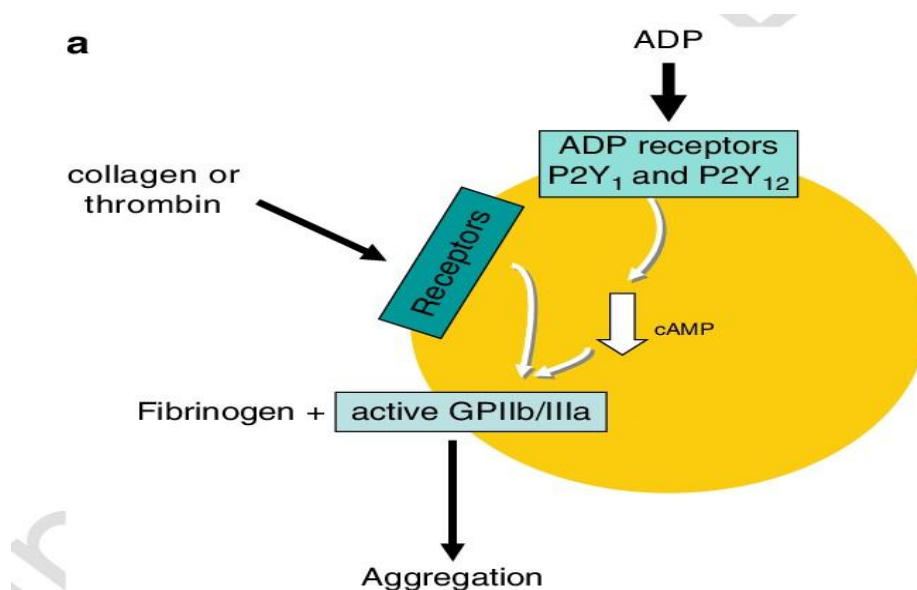 a
ADP
ADP receptors
P2Y₁ and P2Y₁₂
collagen or
thrombin
Receptors
cAMP
Fibrinogen + active GPIIb/IIIa
Aggregation